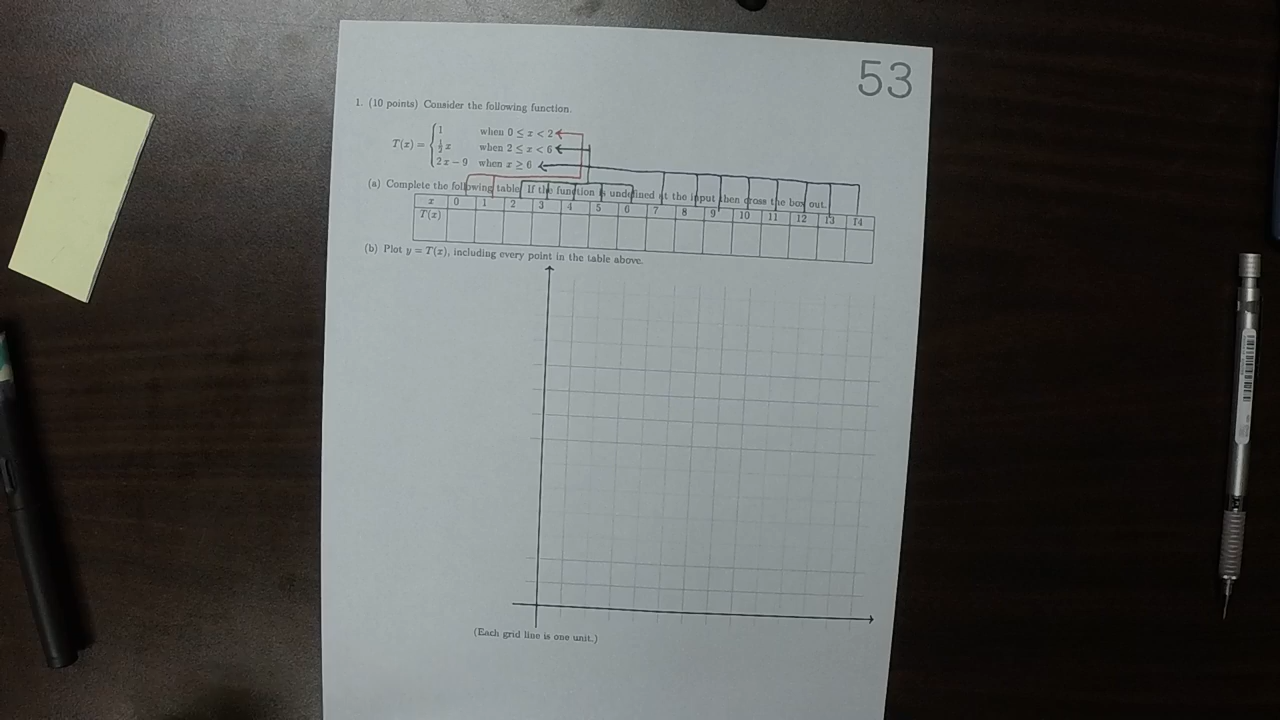 53
1. (10 points) Consider the following function.
T(x) = { 1 when 0 ≤ x < 2
½x when 2 ≤ x < 6
2x − 9 when x ≥ 6
(a) Complete the following table. If the function is undefined at the input then cross the box out.
x 0 1 2 3 4 5 6 7 8 9 10 11 12 13 14
T(x)
(b) Plot y = T(x), including every point in the table above.
(Each grid line is one unit.)